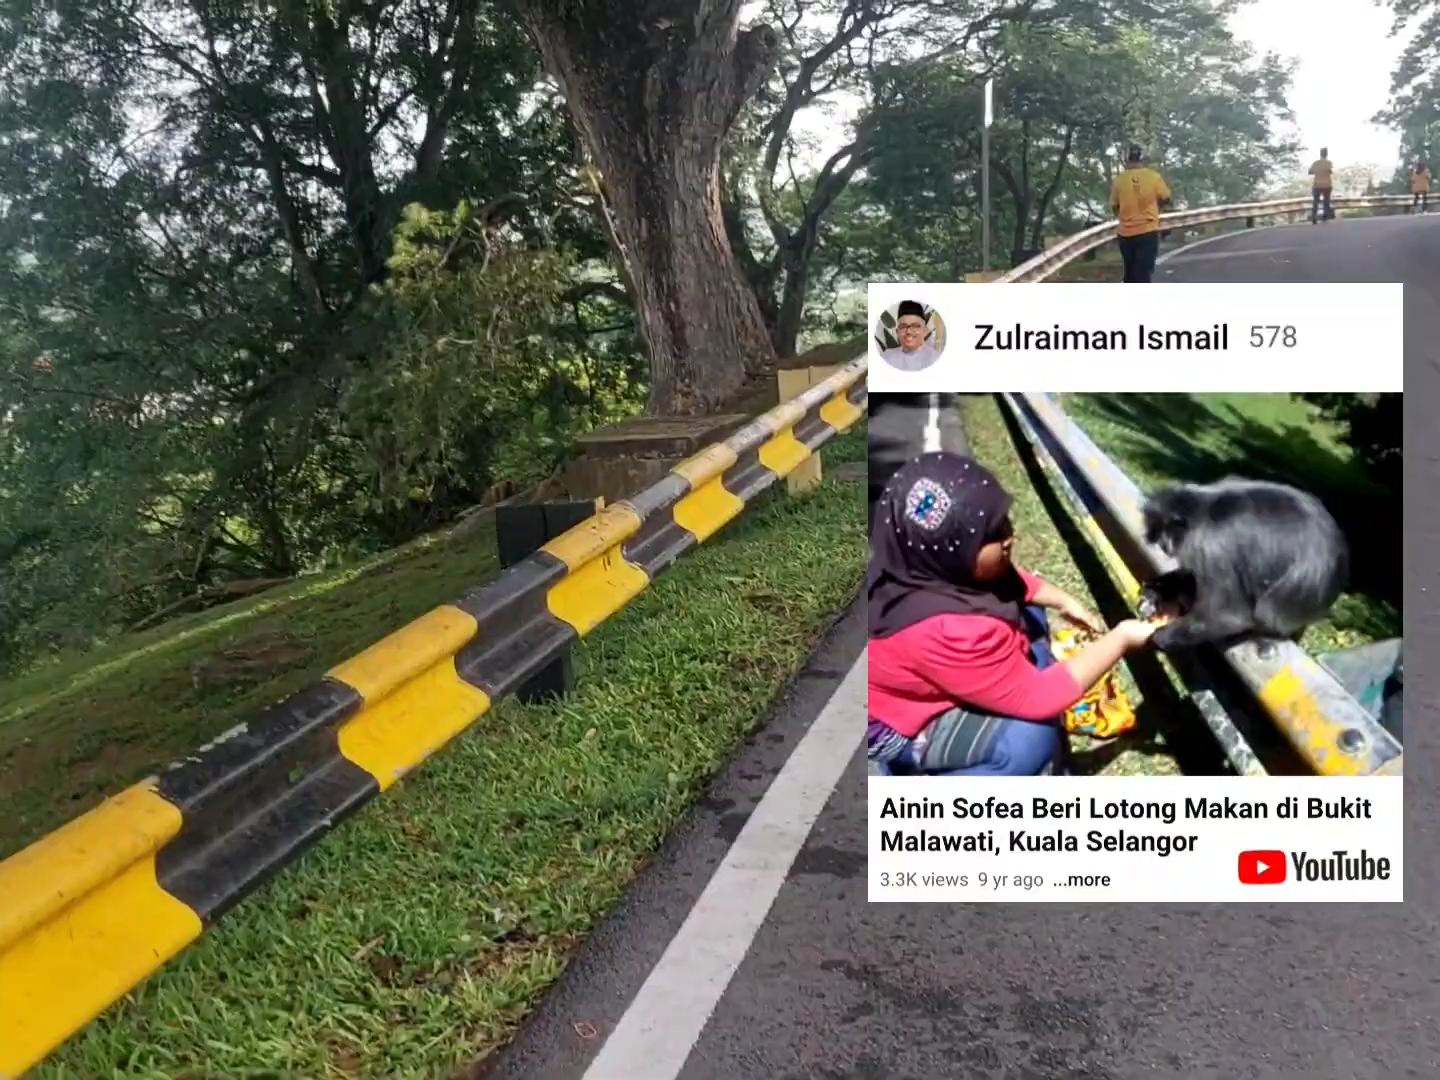 Zulraiman Ismail 578
Ainin Sofea Beri Lotong Makan di Bukit
Malawati, Kuala Selangor
3.3K views 9 yr ago ...more
YouTube